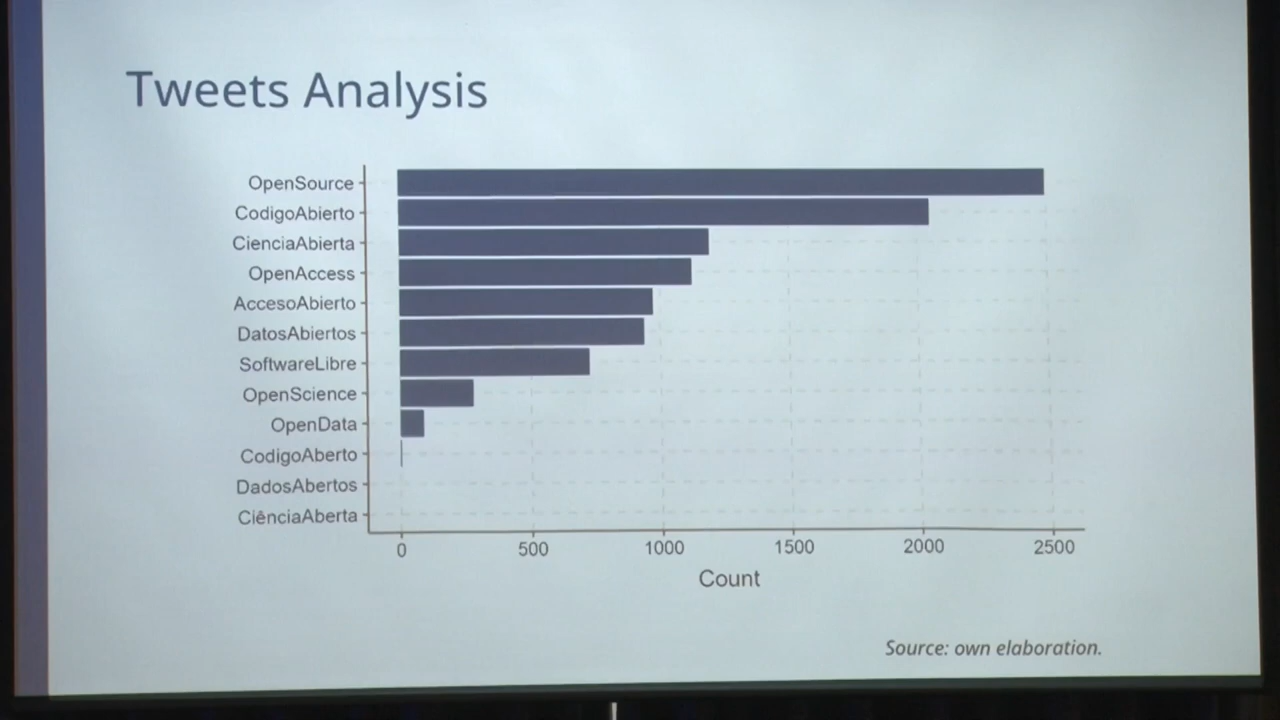 Tweets Analysis
OpenSource
CodigoAbierto
CienciaAbierta
OpenAccess
AccesoAbierto
DatosAbiertos
SoftwareLibre
OpenScience
OpenData
CodigoAberto
DadosAbertos
CiênciaAberta
0 500 1000 1500 2000 2500
Count
Source: own elaboration.